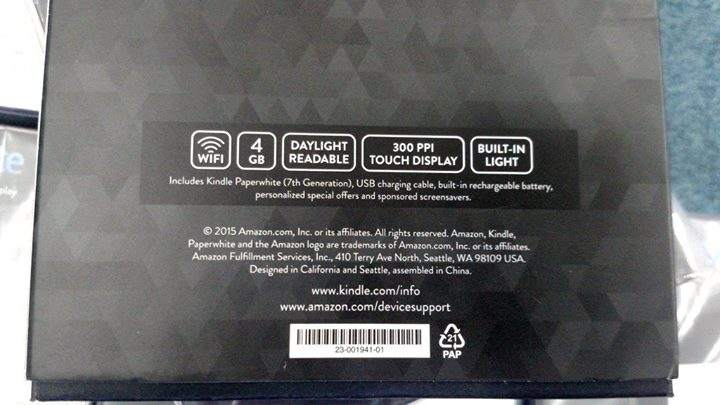 WIFI
4
GB
DAYLIGHT
READABLE
300 PPI
TOUCH DISPLAY
BUILT-IN
LIGHT
Includes Kindle Paperwhite (7th Generation), USB charging cable, built-in rechargeable battery,
personalized special offers and sponsored screensavers.
© 2015 Amazon.com, Inc. or its affiliates. All rights reserved. Amazon, Kindle,
Paperwhite and the Amazon logo are trademarks of Amazon.com, Inc. or its affiliates.
Amazon Fulfillment Services, Inc., 410 Terry Ave North, Seattle, WA 98109 USA.
Designed in California and Seattle, assembled in China.
www.kindle.com/info
www.amazon.com/devicesupport
23-001941-01
21
PAP